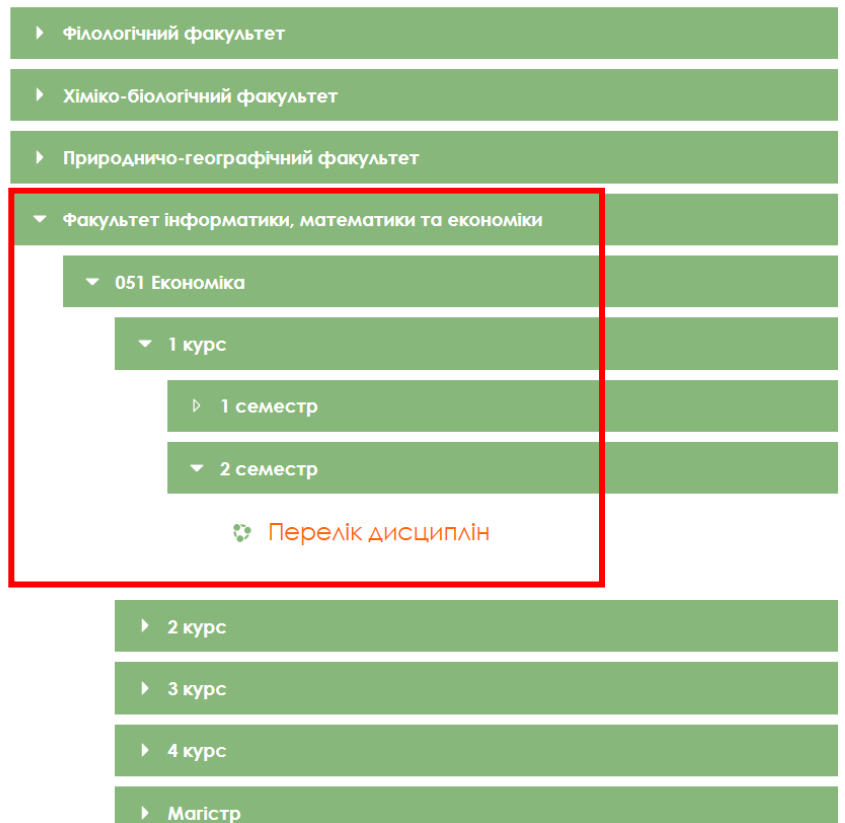 Філологічний факультет
Хіміко-біологічний факультет
Природничо-географічний факультет
Факультет інформатики, математики та економіки
051 Економіка
1 курс
1 семестр
2 семестр
Перелік дисциплін
2 курс
3 курс
4 курс
Магістр